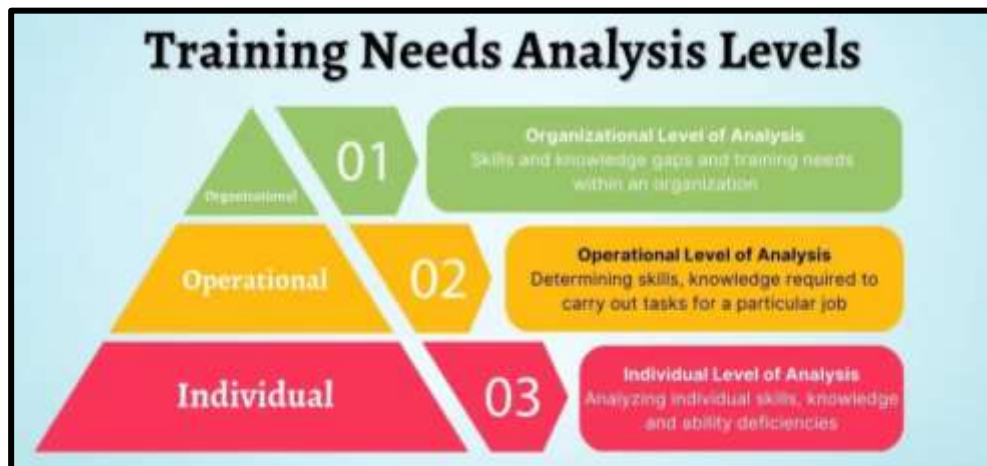 Training Needs Analysis Levels
Organizational
01
Organizational Level of Analysis
Skills and knowledge gaps and training needs
within an organization
Operational
02
Operational Level of Analysis
Determining skills, knowledge required to
carry out tasks for a particular job
Individual
03
Individual Level of Analysis
Analyzing individual skills, knowledge
and ability deficiencies